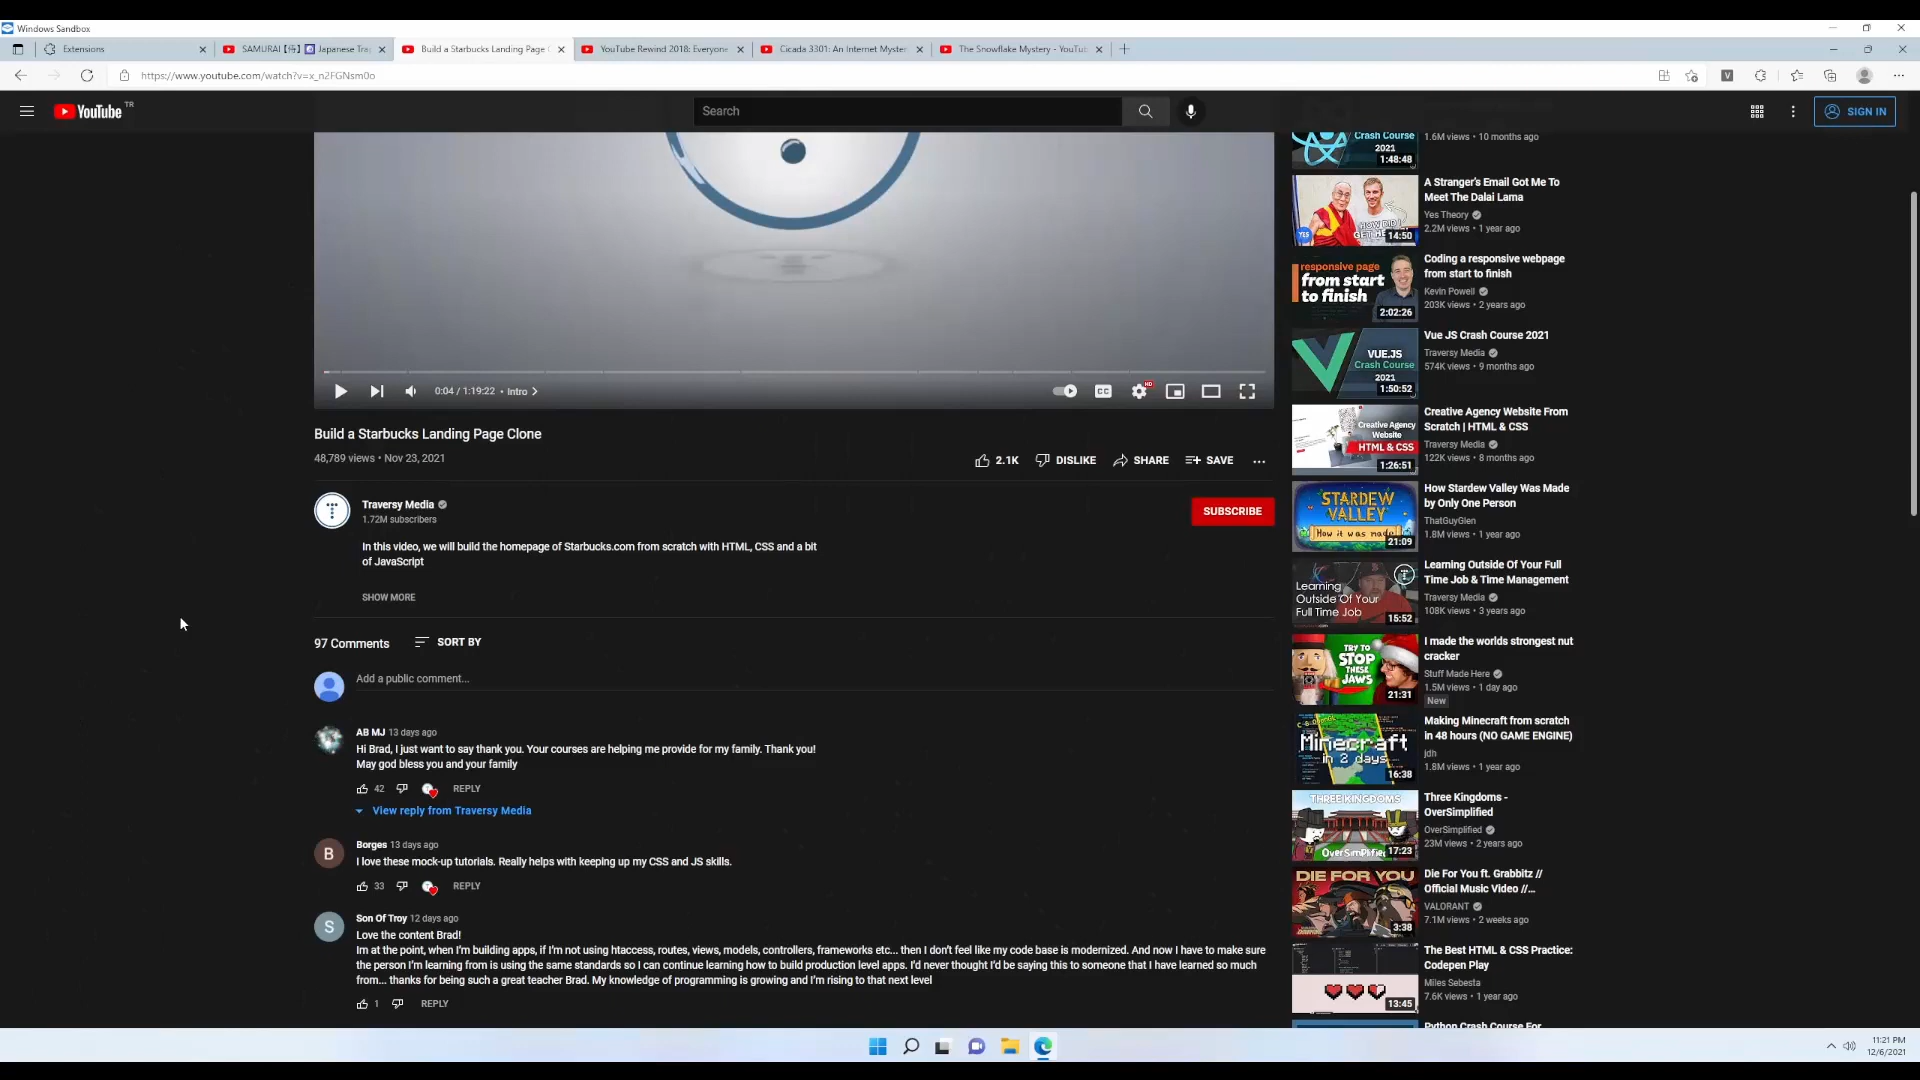 Windows Sandbox
Extensions
SAMURAI【侍】 Japanese Tra
Build a Starbucks Landing Page
YouTube Rewind 2018: Everyone
Cicada 3301: An Internet Myster
The Snowflake Mystery - YouTu
https://www.youtube.com/watch?v=x_n2FGNsm0o
YouTube TR
Search
SIGN IN
0:04 / 1:19:22 • Intro
CC
HD
Build a Starbucks Landing Page Clone
48,789 views • Nov 23, 2021
2.1K
DISLIKE
SHARE
SAVE
Traversy Media
1.72M subscribers
SUBSCRIBE
In this video, we will build the homepage of Starbucks.com from scratch with HTML, CSS and a bit
of JavaScript
SHOW MORE
97 Comments
SORT BY
Add a public comment...
AB MJ 13 days ago
Hi Brad, I just want to say thank you. Your courses are helping me provide for my family. Thank you!
May god bless you and your family
42
REPLY
View reply from Traversy Media
B
Borges 13 days ago
I love these mock-up tutorials. Really helps with keeping up my CSS and JS skills.
33
REPLY
S
Son Of Troy 12 days ago
Love the content Brad!
Im at the point, when I'm building apps, if I'm not using htaccess, routes, views, models, controllers, frameworks etc... then I don't feel like my code base is modernized. And now I have to make sure
the person I'm learning from is using the same standards so I can continue learning how to build production level apps. I'd never thought I'd be saying this to someone that I have learned so much
from... thanks for being such a great teacher Brad. My knowledge of programming is growing and I'm rising to that next level
1
REPLY
Crash Course
2021
1:48:48
1.6M views • 10 months ago
YES
14:50
A Stranger's Email Got Me To
Meet The Dalai Lama
Yes Theory
2.2M views • 1 year ago
responsive page
from start
to finish
2:02:26
Coding a responsive webpage
from start to finish
Kevin Powell
203K views • 2 years ago
VUE.JS
Crash Course
2021
1:50:52
Vue JS Crash Course 2021
Traversy Media
574K views • 9 months ago
Creative Agency
Website
HTML & CSS
1:26:51
Creative Agency Website From
Scratch | HTML & CSS
Traversy Media
122K views • 8 months ago
STARDEW
VALLEY
How it was made
21:09
How Stardew Valley Was Made
by Only One Person
ThatGuyGlen
1.8M views • 1 year ago
Learning
Outside Of Your
Full Time Job
15:52
Learning Outside Of Your Full
Time Job & Time Management
Traversy Media
108K views • 3 years ago
TRY TO
STOP
THESE
JAWS
21:31
I made the worlds strongest nut
cracker
Stuff Made Here
1.5M views • 1 day ago
New
C & OpenGL
Minecraft
in 2 days
16:38
Making Minecraft from scratch
in 48 hours (NO GAME ENGINE)
jdh
1.8M views • 1 year ago
THREE KINGDOMS
OverSimplified
17:23
Three Kingdoms -
OverSimplified
OverSimplified
23M views • 2 years ago
DIE FOR YOU
3:38
Die For You ft. Grabbitz //
Official Music Video //...
VALORANT
7.1M views • 2 weeks ago
13:45
The Best HTML & CSS Practice:
Codepen Play
Miles Sebesta
7.6K views • 1 year ago
Python Crash Course For
11:21 PM
12/6/2021